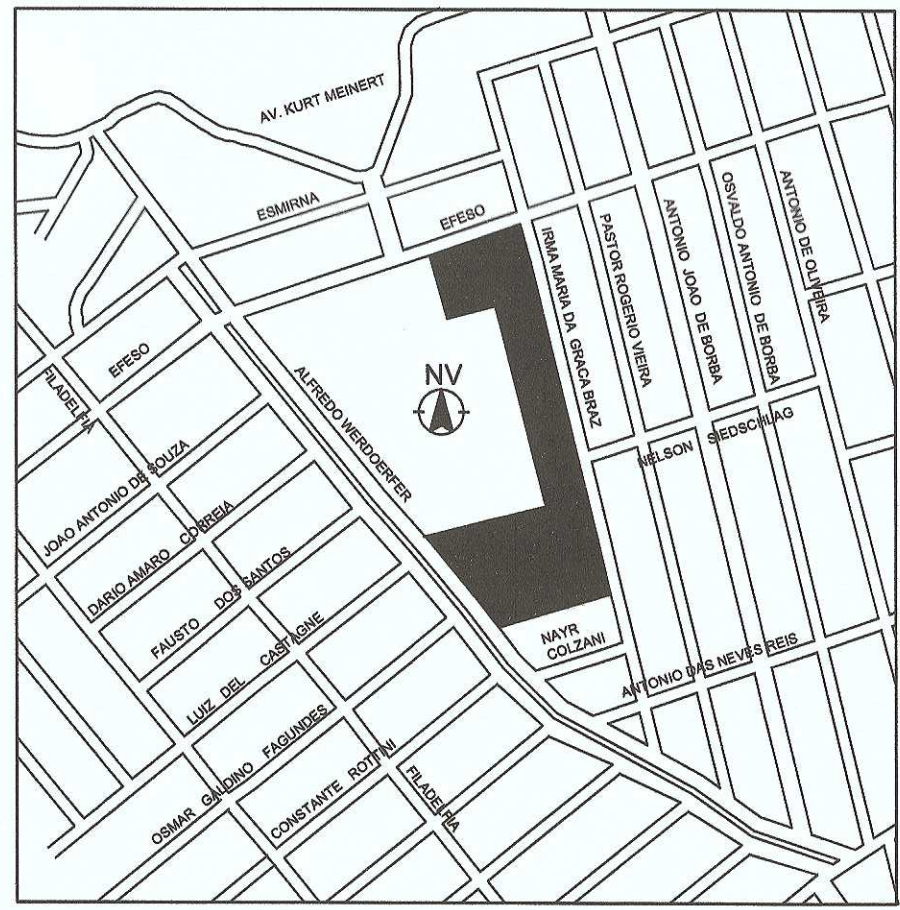 AV. KURT MEINERT
ESMIRNA
EFESO
IRMA MARIA DA GRACA BRAZ
PASTOR ROGERIO VIEIRA
ANTONIO JOAO DE BORBA
OSVALDO ANTONIO DE BORBA
ANTONIO DE OLIVEIRA
EFESO
FILADELFIA
ALFREDO WERDOERFER
NV
NELSON SIEDSCHLAG
JOAO ANTONIO DE SOUZA
DARIO AMARO CORREIA
FAUSTO DOS SANTOS
LUIZ DEL CASTAGNE
NAYR
COLZANI
ANTONIO DAS NEVES REIS
OSMAR GALDINO FAGUNDES
CONSTANTE ROTITINI
FILADELFIA